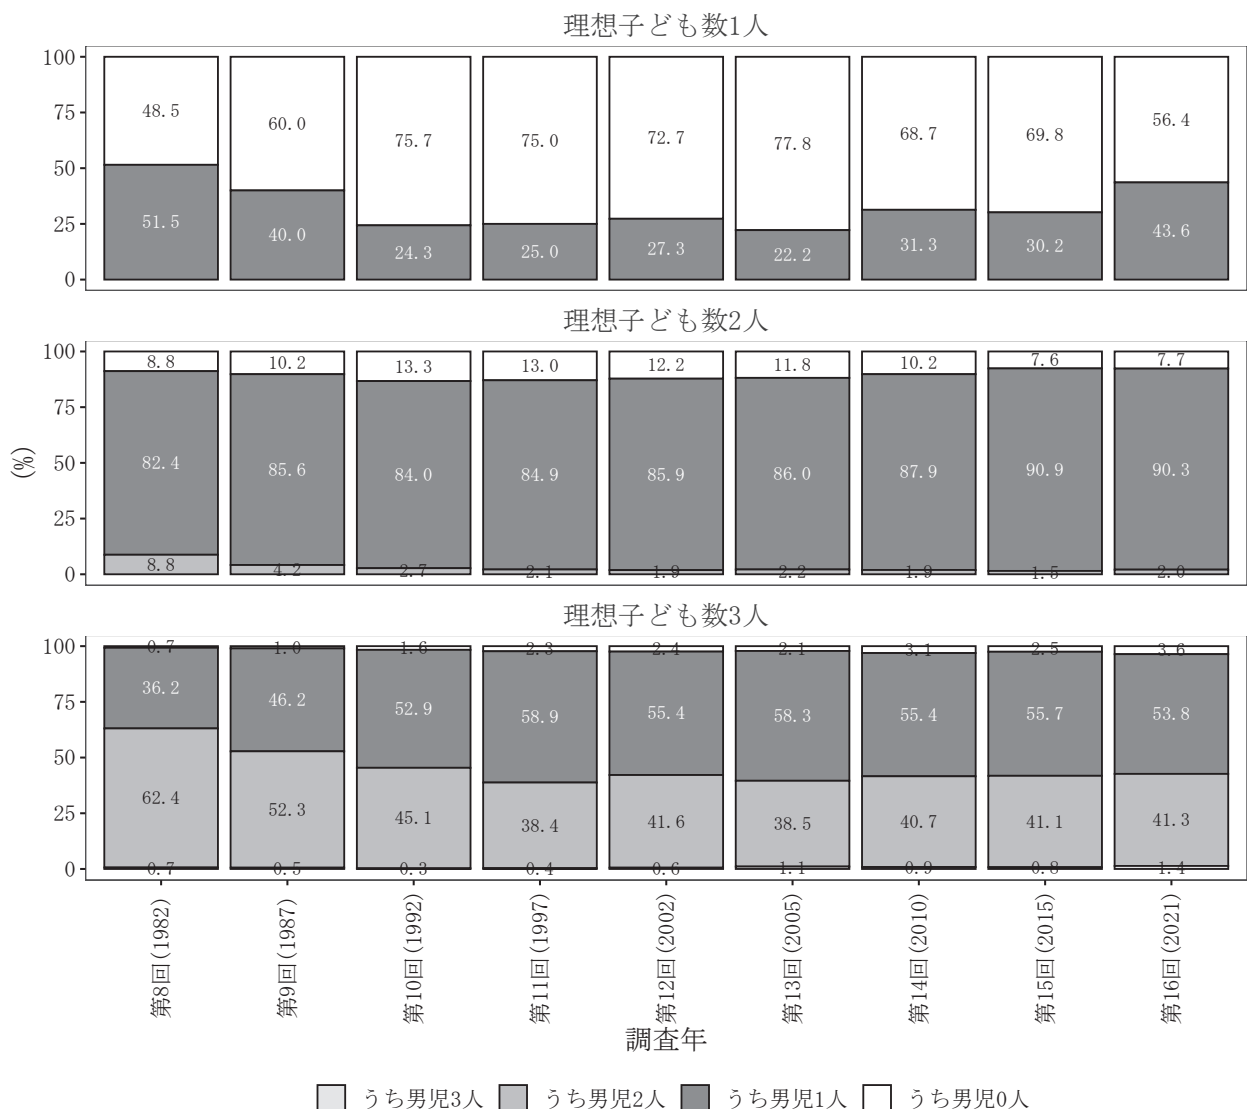 理想子ども数1人
100
75
50
25
0
48.5 60.0 75.7 75.0 72.7 77.8 68.7 69.8 56.4
51.5 40.0 24.3 25.0 27.3 22.2 31.3 30.2 43.6
理想子ども数2人
(%)
100
75
50
25
0
8.8 10.2 13.3 13.0 12.2 11.8 10.2 7.6 7.7
82.4 85.6 84.0 84.9 85.9 86.0 87.9 90.9 90.3
8.8 4.2 2.7 2.1 1.9 2.2 1.9 1.5 2.0
理想子ども数3人
100
75
50
25
0
0.7 1.0 1.6 2.3 2.4 2.1 3.1 2.5 3.6
36.2 46.2 52.9 58.9 55.4 58.3 55.4 55.7 53.8
62.4 52.3 45.1 38.4 41.6 38.5 40.7 41.1 41.3
0.7 0.5 0.3 0.4 0.6 1.1 0.9 0.8 1.4
第8回(1982)
第9回(1987)
第10回(1992)
第11回(1997)
第12回(2002)
第13回(2005)
第14回(2010)
第15回(2015)
第16回(2021)
調査年
うち男児3人 うち男児2人 うち男児1人 うち男児0人